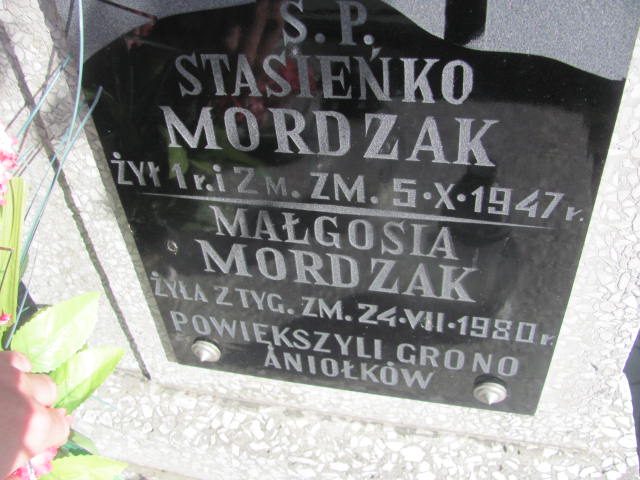 Ś.P.
STASIEŃKO
MORDZAK
ŻYŁ 1 r. i 2 M. ZM. 5·X·1947 r.
MAŁGOSIA
MORDZAK
ŻYŁA 2 TYG. ZM. 24·VII·1980 r.
POWIĘKSZYLI GRONO
ANIOŁKÓW